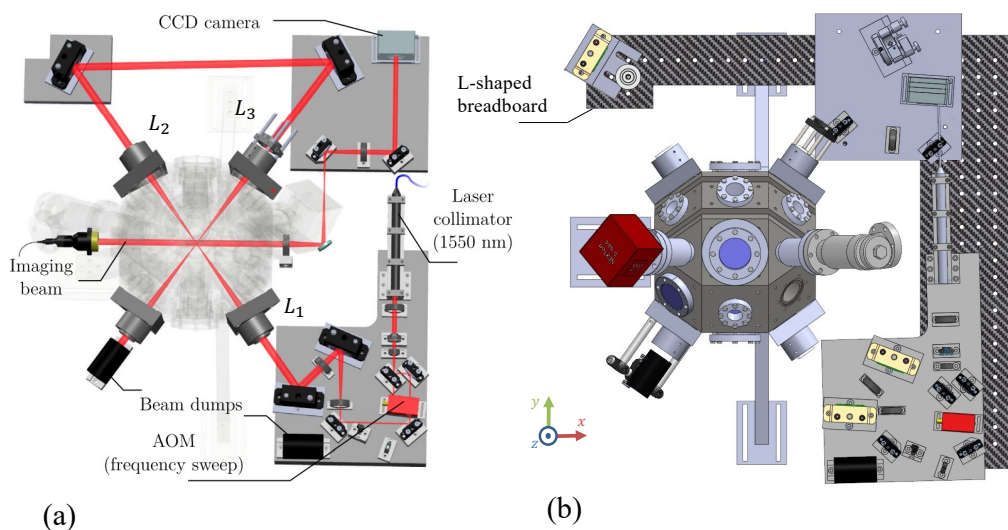 CCD camera
L₂
L₃
Laser
collimator
(1550 nm)
Imaging
beam
L₁
Beam dumps
AOM
(frequency sweep)
(a)
L-shaped
breadboard
y
x
z
(b)